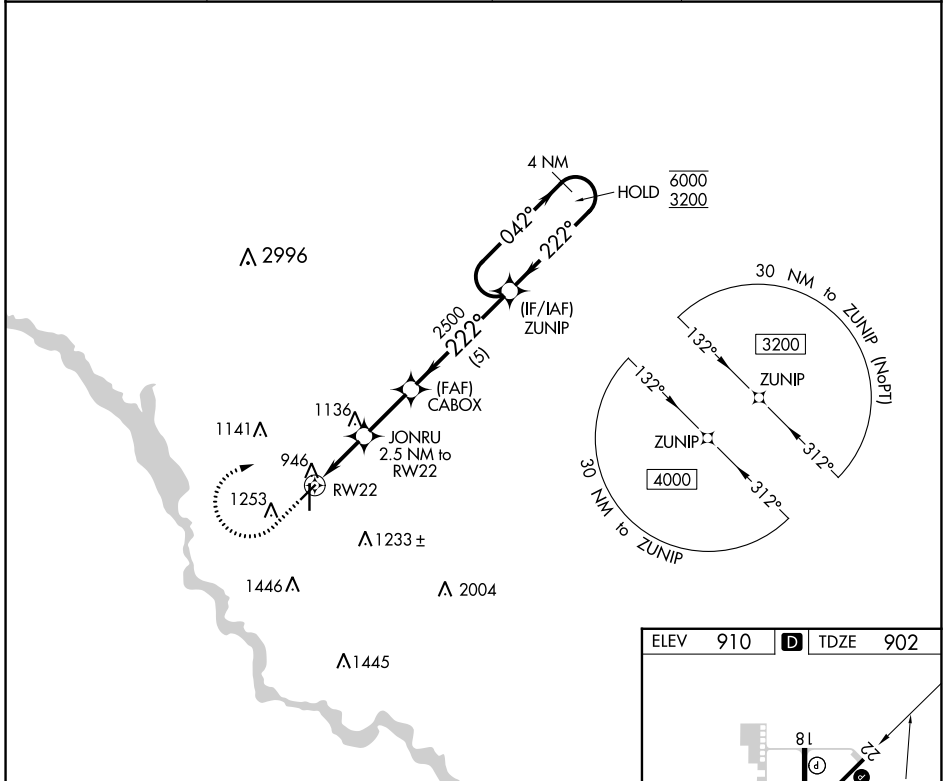 4 NM
HOLD
6000
3200
042°
222°
2996
(IF/IAF)
ZUNIP
2500
222°
(5)
30 NM to ZUNIP (NoPT)
132°
3200
ZUNIP
312°
(FAF)
CABOX
1136
1141
JONRU
2.5 NM to
RW22
946
RW22
1253
132°
ZUNIP
4000
312°
30 NM to ZUNIP
1233 ±
1446
2004
1445
ELEV 910 D TDZE 902
18
22
P